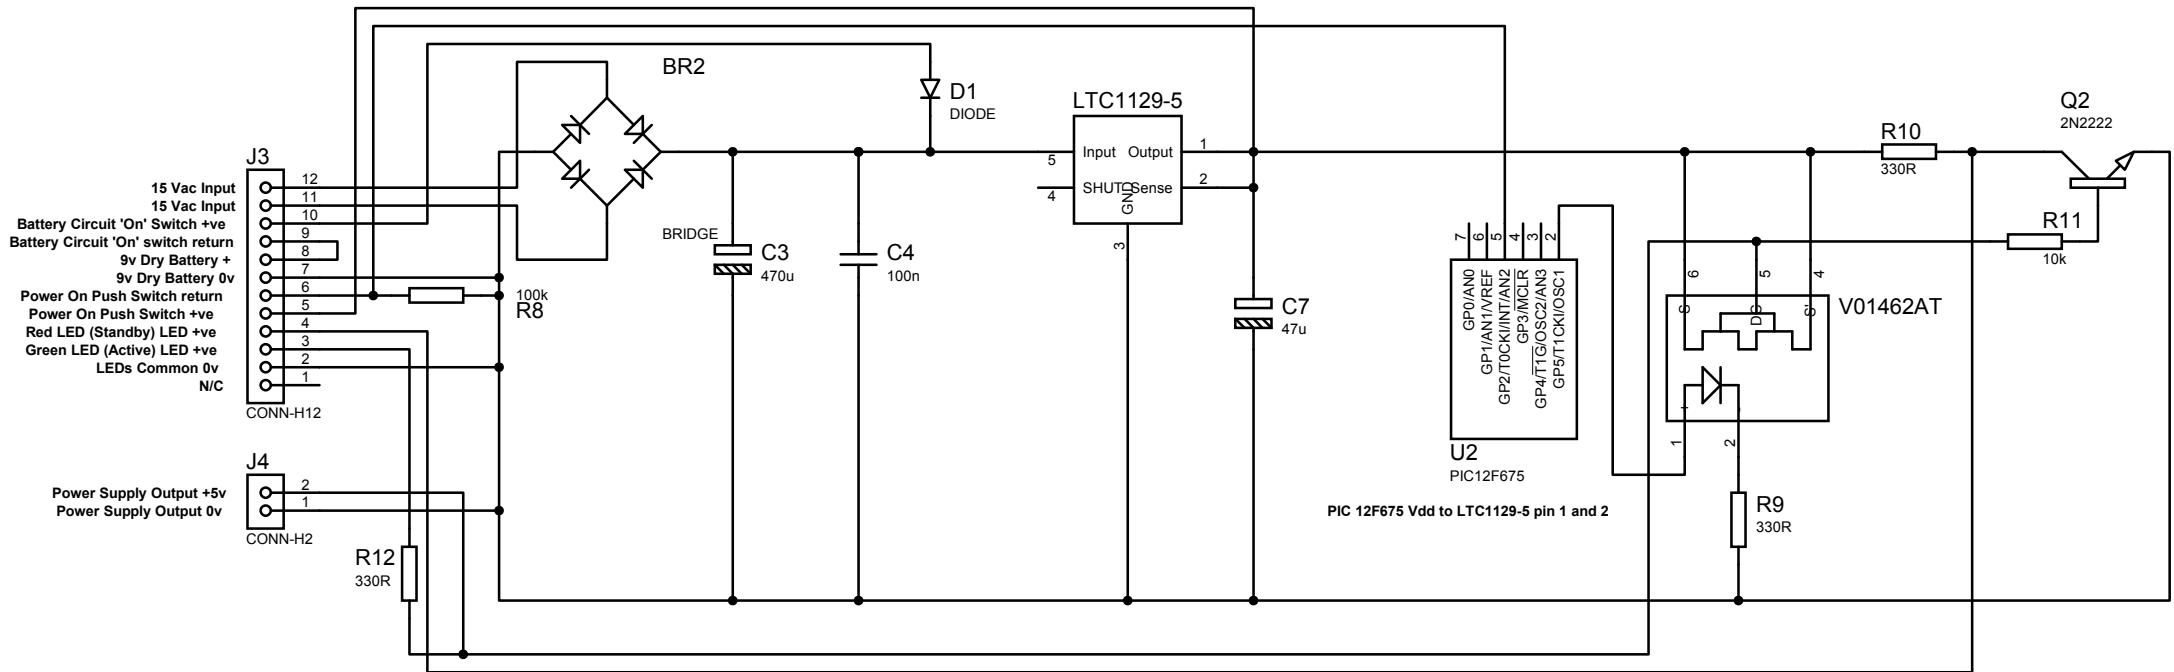 BR2
BRIDGE
D1
DIODE
LTC1129-5
Input
Output
SHUT
Sense
GND
5
4
1
2
3
Q2
2N2222
R10
330R
R11
10k
J3
15 Vac Input
12
15 Vac Input
11
Battery Circuit 'On' Switch +ve
10
Battery Circuit 'On' switch return
9
9v Dry Battery +
8
9v Dry Battery 0v
7
Power On Push Switch return
6
Power On Push Switch +ve
5
Red LED (Standby) LED +ve
4
Green LED (Active) LED +ve
3
LEDs Common 0v
2
N/C
1
CONN-H12
100k
R8
C3
470u
C4
100n
C7
47u
7
6
5
4
3
2
GP0/AN0
GP1/AN1/VREF
GP2/T0CKI/INT/AN2
GP3/MCLR
GP4/T1G/OSC2/AN3
GP5/T1CKI/OSC1
U2
PIC12F675
PIC 12F675 Vdd to LTC1129-5 pin 1 and 2
6
5
4
S
DG
S'
V01462AT
+
1
2
R9
330R
J4
Power Supply Output +5v
2
Power Supply Output 0v
1
CONN-H2
R12
330R